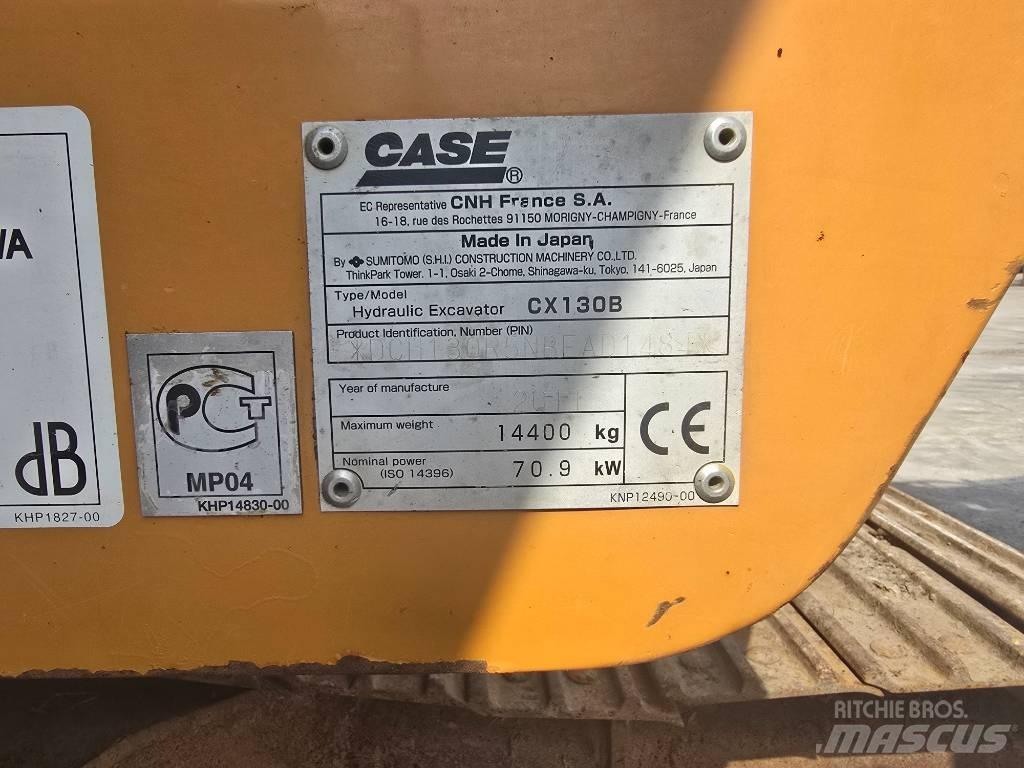 WA
dB
KHP1827-00
PCT
MP04
KHP14830-00
CASE®
EC Representative CNH France S.A.
16-18, rue des Rochettes 91150 MORIGNY-CHAMPIGNY-France
Made In Japan
By SUMITOMO (S.H.I.) CONSTRUCTION MACHINERY CO.,LTD.
ThinkPark Tower. 1-1, Osaki 2-Chome, Shinagawa-ku, Tokyo, 141-6025, Japan
Type/Model
Hydraulic Excavator CX130B
Product Identification, Number (PIN)
Year of manufacture
Maximum weight 14400 kg
Nominal power (ISO 14396) 70.9 kW
CE
KNP12490-00
RITCHIE BROS.
MASCUS